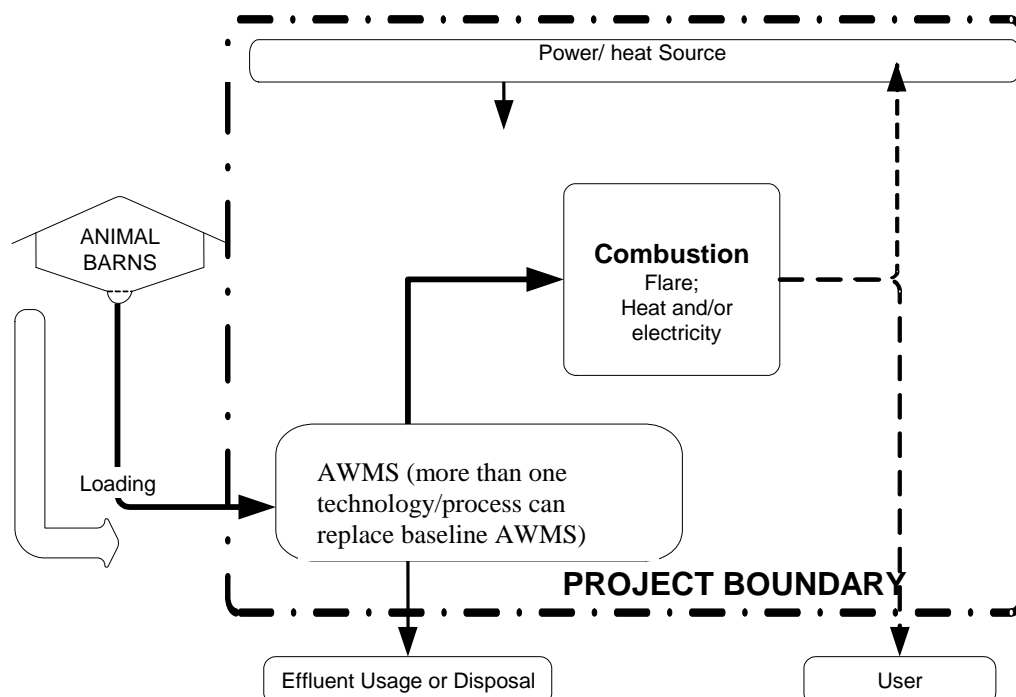 Power/ heat Source
ANIMAL
BARNS
Combustion
Flare;
Heat and/or
electricity
Loading
AWMS (more than one
technology/process can
replace baseline AWMS)
PROJECT BOUNDARY
Effluent Usage or Disposal
User